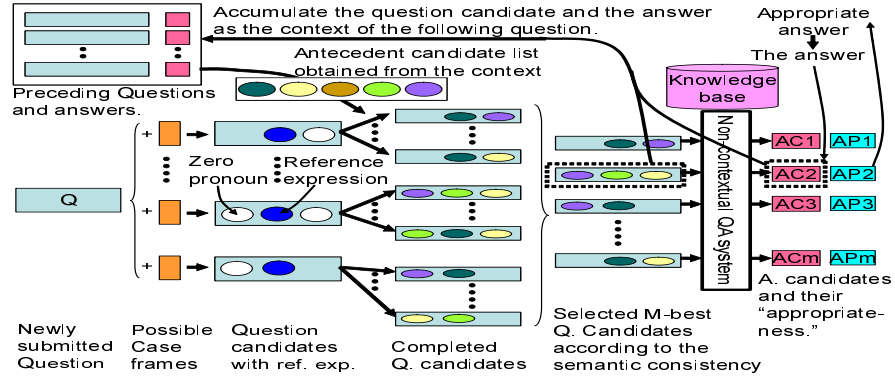 Accumulate the question candidate and the answer
as the context of the following question.
Appropriate
answer
The answer
Antecedent candidate list
obtained from the context
Preceding Questions
and answers.
Knowledge
base
Non-contextual QA system
Q
+
+
+
Zero
pronoun
Reference
expression
AC1 AP1
AC2 AP2
AC3 AP3
ACm APm
A. candidates
and their
“appropriate-
ness.”
Newly
submitted
Question
Possible
Case
frames
Question
candidates
with ref. exp.
Completed
Q. candidates
Selected M-best
Q. Candidates
according to the
semantic consistency